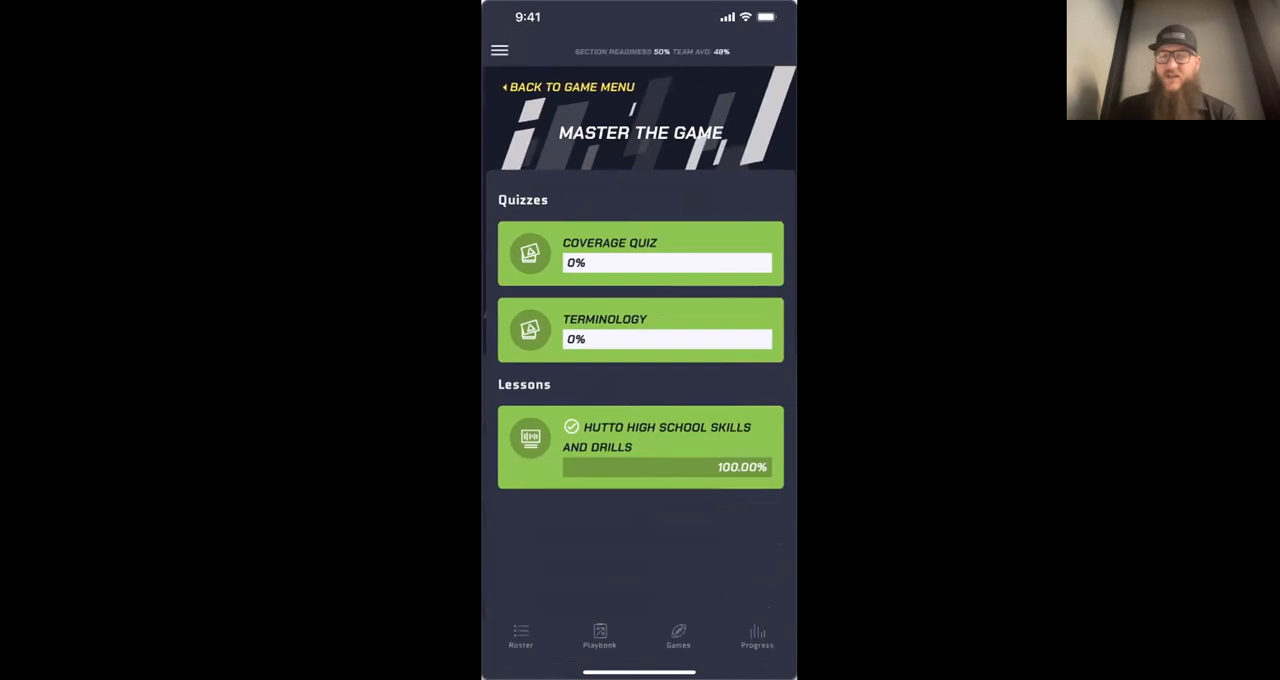 9:41
SECTION READINESS 50% TEAM AVG. 48%
BACK TO GAME MENU
MASTER THE GAME
Quizzes
COVERAGE QUIZ
0%
TERMINOLOGY
0%
Lessons
HUTTO HIGH SCHOOL SKILLS
AND DRILLS
100.00%
Roster Playbook Games Progress